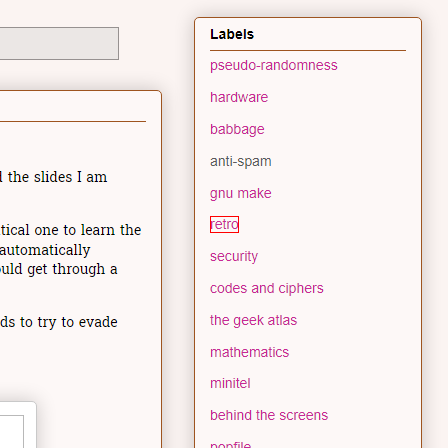 Labels
pseudo-randomness
hardware
babbage
anti-spam
gnu make
retro
security
codes and ciphers
the geek atlas
mathematics
minitel
behind the screens
popfile
the slides I am
tical one to learn the
automatically
uld get through a
ds to try to evade